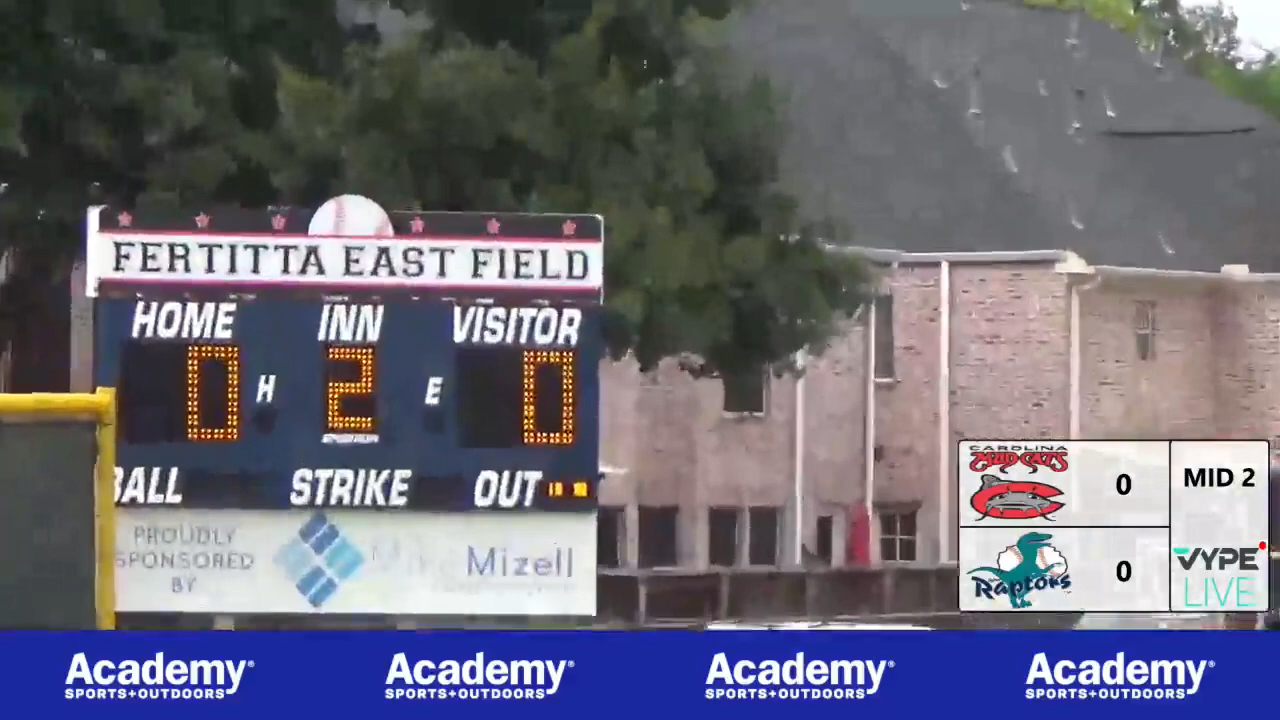 FERTITTA EAST FIELD
HOME INN VISITOR
0 H 2 E 0
BALL STRIKE OUT
PROUDLY
SPONSORED
BY
Mizell
CAROLINA
MUDCATS
0
MID 2
Raptors
0
VYPE
LIVE
Academy Academy Academy Academy
SPORTS+OUTDOORS SPORTS+OUTDOORS SPORTS+OUTDOORS SPORTS+OUTDOORS